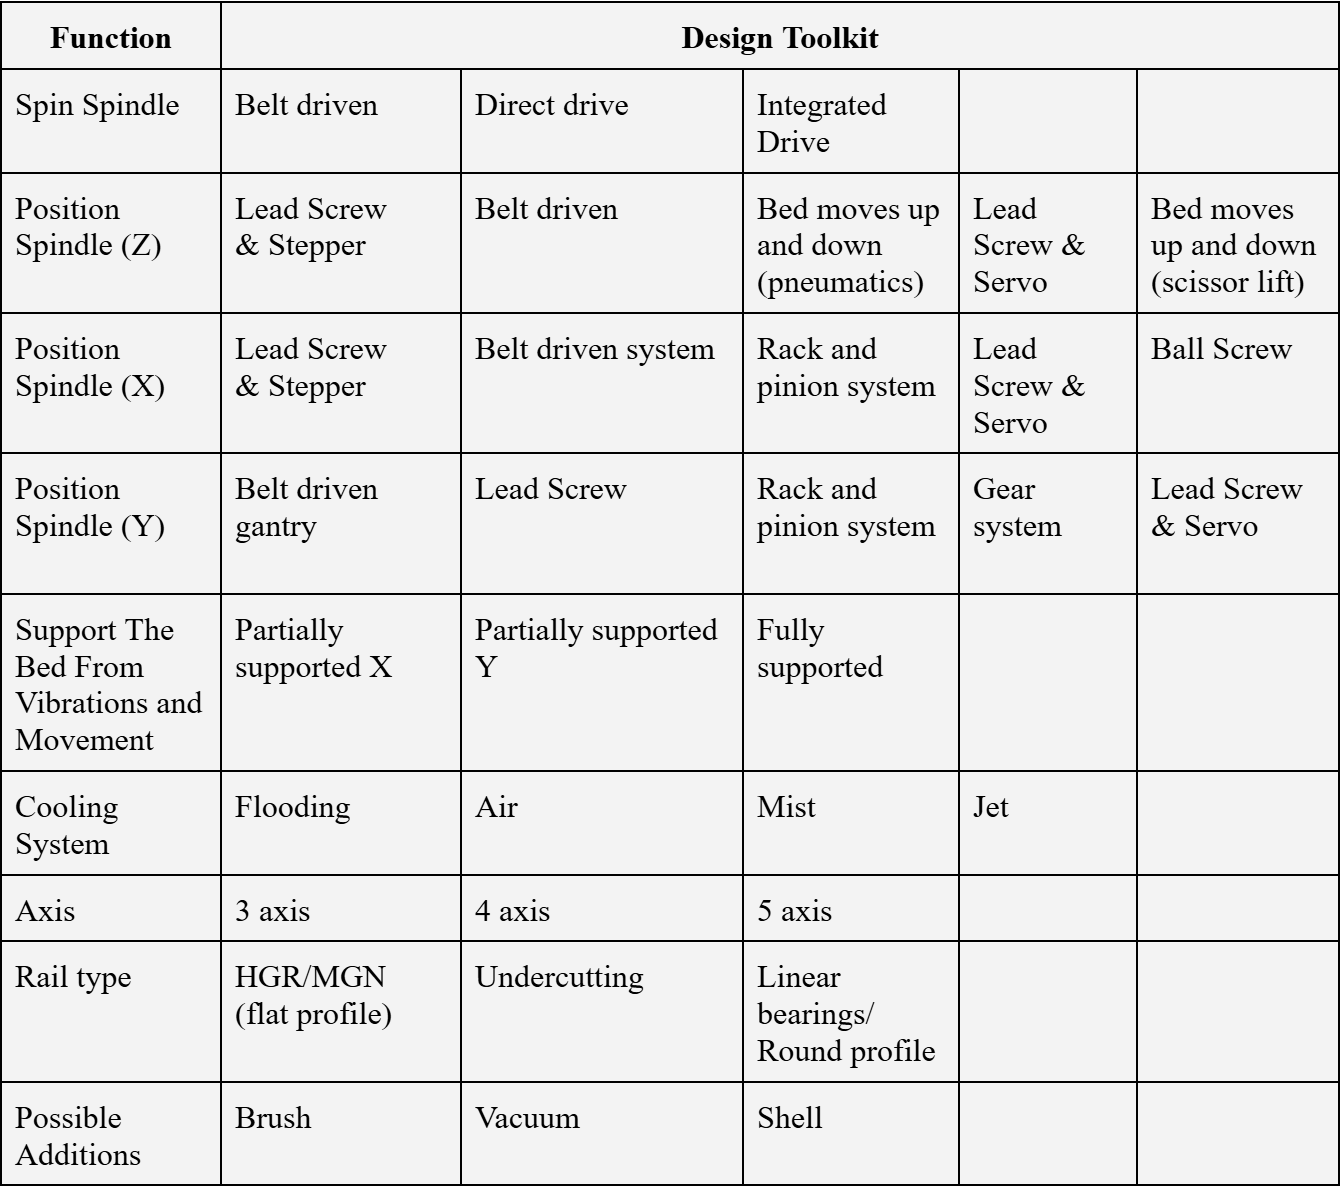 Function
Design Toolkit
Spin Spindle
Belt driven
Direct drive
Integrated
Drive
Position
Spindle (Z)
Lead Screw
& Stepper
Belt driven
Bed moves up
and down
(pneumatics)
Lead
Screw &
Servo
Bed moves
up and down
(scissor lift)
Position
Spindle (X)
Lead Screw
& Stepper
Belt driven system
Rack and
pinion system
Lead
Screw &
Servo
Ball Screw
Position
Spindle (Y)
Belt driven
gantry
Lead Screw
Rack and
pinion system
Gear
system
Lead Screw
& Servo
Support The
Bed From
Vibrations and
Movement
Partially
supported X
Partially supported
Y
Fully
supported
Cooling
System
Flooding
Air
Mist
Jet
Axis
3 axis
4 axis
5 axis
Rail type
HGR/MGN
(flat profile)
Undercutting
Linear
bearings/
Round profile
Possible
Additions
Brush
Vacuum
Shell